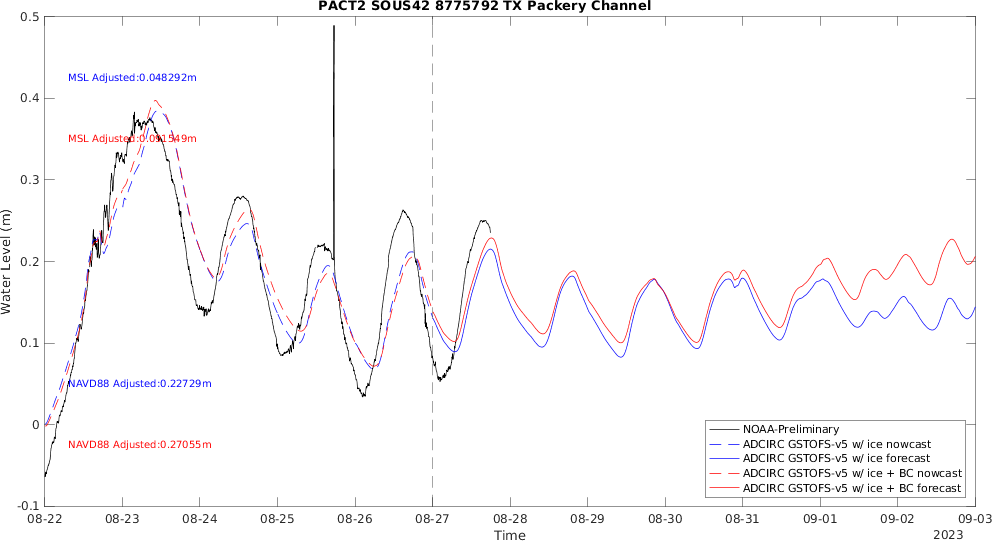 PACT2 SOUS42 8775792 TX Packery Channel
Water Level (m)
0.5
0.4
0.3
0.2
0.1
0
-0.1
MSL Adjusted:0.048292m
MSL Adjusted:0.091549m
NAVD88 Adjusted:0.22729m
NAVD88 Adjusted:0.27055m
NOAA-Preliminary
ADCIRC GSTOFS-v5 w/ ice nowcast
ADCIRC GSTOFS-v5 w/ ice forecast
ADCIRC GSTOFS-v5 w/ ice + BC nowcast
ADCIRC GSTOFS-v5 w/ ice + BC forecast
08-22 08-23 08-24 08-25 08-26 08-27 08-28 08-29 08-30 08-31 09-01 09-02 09-03
Time
2023